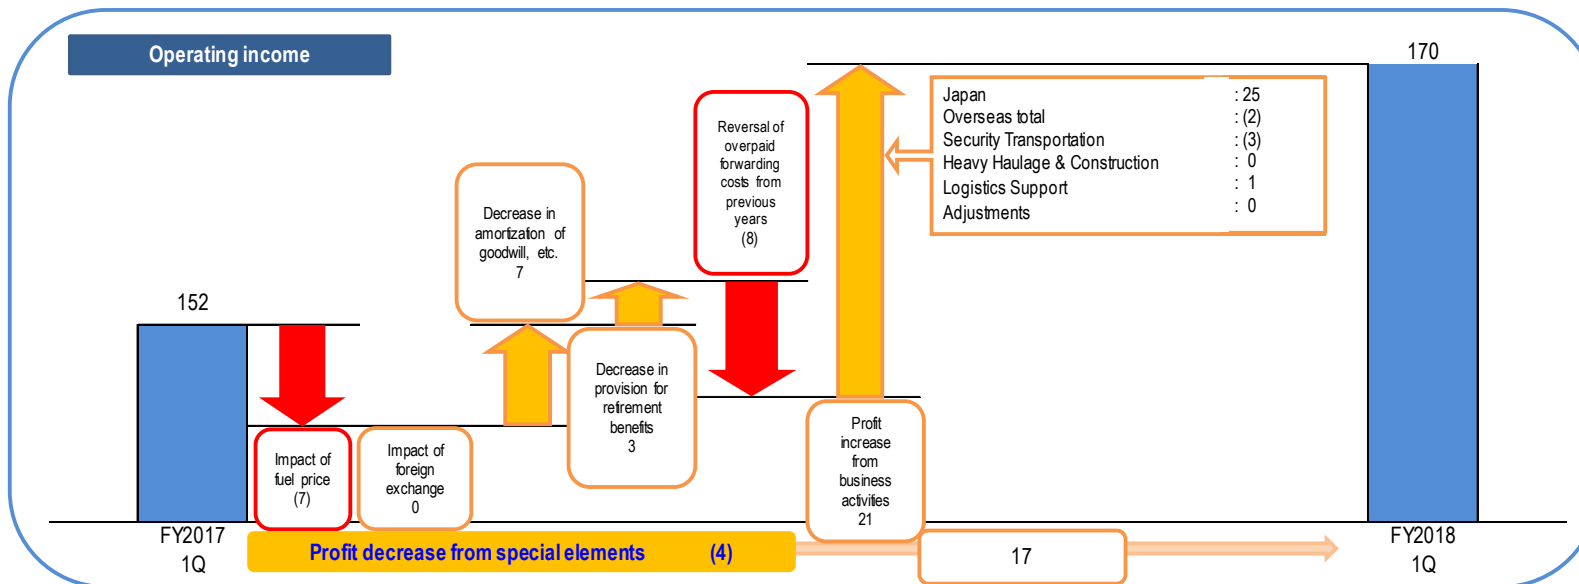 Operating income
170
Japan : 25
Overseas total : (2)
Security Transportation : (3)
Heavy Haulage & Construction : 0
Logistics Support : 1
Adjustments : 0
Reversal of
overpaid
forwarding
costs from
previous
years
(8)
Decrease in
amortization of
goodwill, etc.
7
152
Decrease in
provision for
retirement
benefits
3
Impact of
fuel price
(7)
Impact of
foreign
exchange
0
Profit
increase
from
business
activities
21
FY2017
1Q
Profit decrease from special elements (4)
17
FY2018
1Q